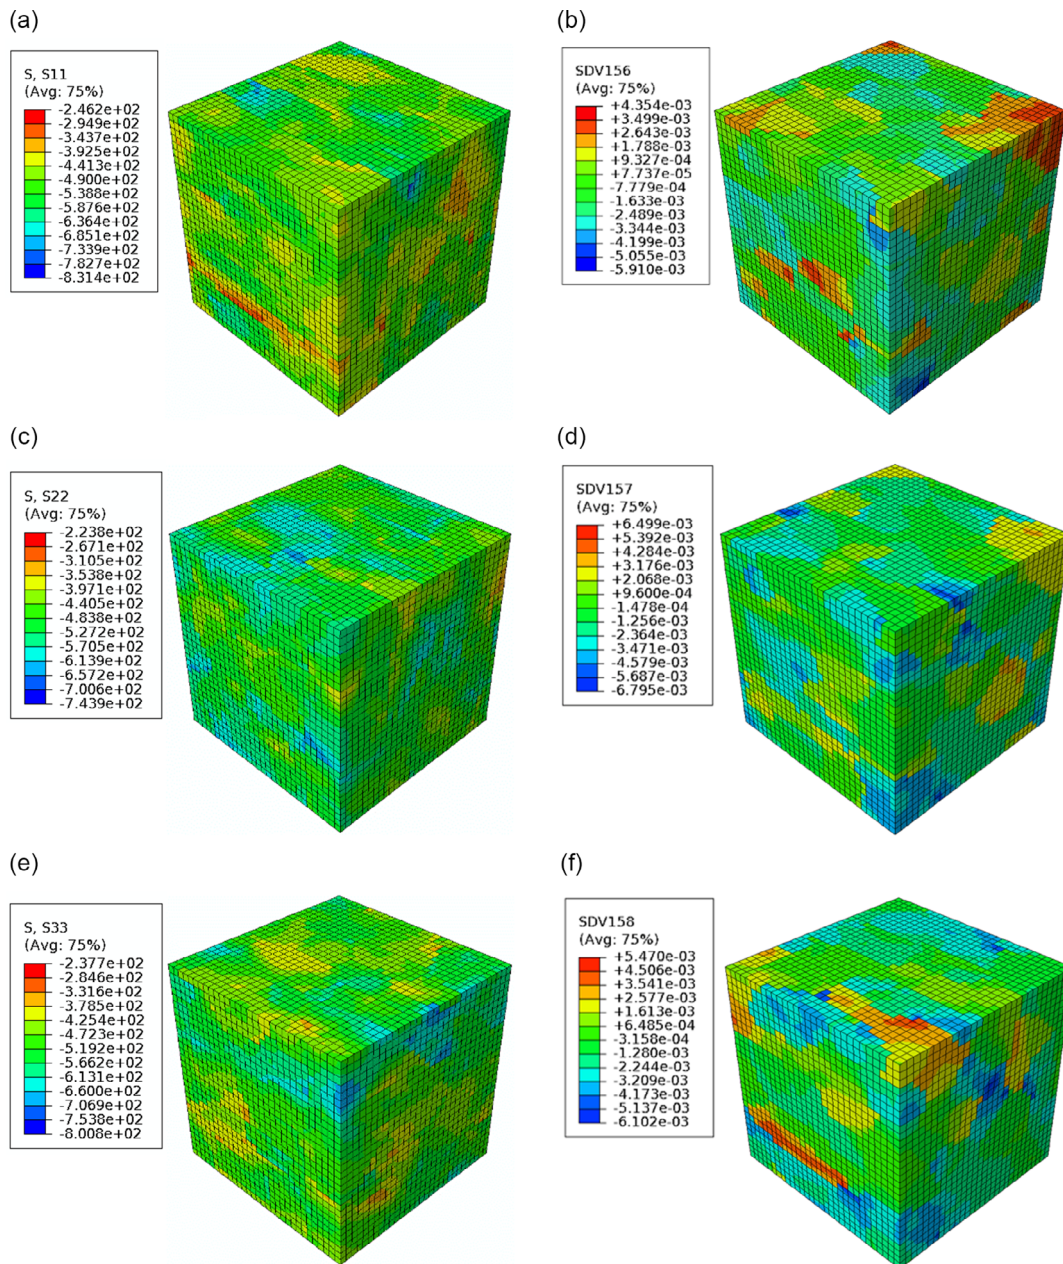 (a)
S, S11
(Avg: 75%)
-2.462e+02
-2.949e+02
-3.437e+02
-3.925e+02
-4.413e+02
-4.900e+02
-5.388e+02
-5.876e+02
-6.364e+02
-6.851e+02
-7.339e+02
-7.827e+02
-8.314e+02
(b)
SDV156
(Avg: 75%)
+4.354e-03
+3.499e-03
+2.643e-03
+1.788e-03
+9.327e-04
+7.737e-05
-7.779e-04
-1.633e-03
-2.489e-03
-3.344e-03
-4.199e-03
-5.055e-03
-5.910e-03
(c)
S, S22
(Avg: 75%)
-2.238e+02
-2.671e+02
-3.105e+02
-3.538e+02
-3.971e+02
-4.405e+02
-4.838e+02
-5.272e+02
-5.705e+02
-6.139e+02
-6.572e+02
-7.006e+02
-7.439e+02
(d)
SDV157
(Avg: 75%)
+6.499e-03
+5.392e-03
+4.284e-03
+3.176e-03
+2.068e-03
+9.600e-04
-1.478e-04
-1.256e-03
-2.364e-03
-3.471e-03
-4.579e-03
-5.687e-03
-6.795e-03
(e)
S, S33
(Avg: 75%)
-2.377e+02
-2.846e+02
-3.316e+02
-3.785e+02
-4.254e+02
-4.723e+02
-5.192e+02
-5.662e+02
-6.131e+02
-6.600e+02
-7.069e+02
-7.538e+02
-8.008e+02
(f)
SDV158
(Avg: 75%)
+5.470e-03
+4.506e-03
+3.541e-03
+2.577e-03
+1.613e-03
+6.485e-04
-3.158e-04
-1.280e-03
-2.244e-03
-3.209e-03
-4.173e-03
-5.137e-03
-6.102e-03